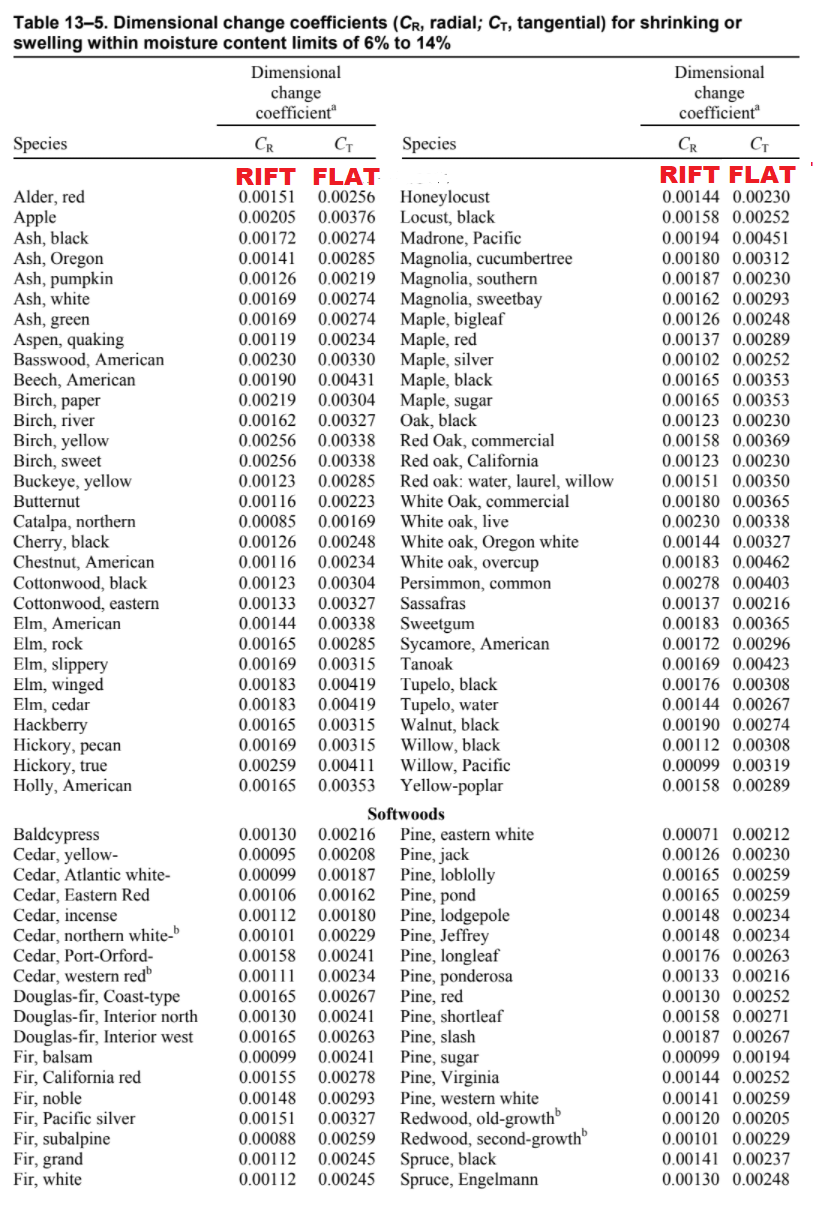 Table 13–5. Dimensional change coefficients (CR, radial; CT, tangential) for shrinking or
swelling within moisture content limits of 6% to 14%
Dimensional Dimensional
change change
coefficientᵃ coefficientᵃ
Species CR CT Species CR CT
RIFT FLAT RIFT FLAT
Alder, red 0.00151 0.00256 Honeylocust 0.00144 0.00230
Apple 0.00205 0.00376 Locust, black 0.00158 0.00252
Ash, black 0.00172 0.00274 Madrone, Pacific 0.00194 0.00451
Ash, Oregon 0.00141 0.00285 Magnolia, cucumbertree 0.00180 0.00312
Ash, pumpkin 0.00126 0.00219 Magnolia, southern 0.00187 0.00230
Ash, white 0.00169 0.00274 Magnolia, sweetbay 0.00162 0.00293
Ash, green 0.00169 0.00274 Maple, bigleaf 0.00126 0.00248
Aspen, quaking 0.00119 0.00234 Maple, red 0.00137 0.00289
Basswood, American 0.00230 0.00330 Maple, silver 0.00102 0.00252
Beech, American 0.00190 0.00431 Maple, black 0.00165 0.00353
Birch, paper 0.00219 0.00304 Maple, sugar 0.00165 0.00353
Birch, river 0.00162 0.00327 Oak, black 0.00123 0.00230
Birch, yellow 0.00256 0.00338 Red Oak, commercial 0.00158 0.00369
Birch, sweet 0.00256 0.00338 Red oak, California 0.00123 0.00230
Buckeye, yellow 0.00123 0.00285 Red oak: water, laurel, willow 0.00151 0.00350
Butternut 0.00116 0.00223 White Oak, commercial 0.00180 0.00365
Catalpa, northern 0.00085 0.00169 White oak, live 0.00230 0.00338
Cherry, black 0.00126 0.00248 White oak, Oregon white 0.00144 0.00327
Chestnut, American 0.00116 0.00234 White oak, overcup 0.00183 0.00462
Cottonwood, black 0.00123 0.00304 Persimmon, common 0.00278 0.00403
Cottonwood, eastern 0.00133 0.00327 Sassafras 0.00137 0.00216
Elm, American 0.00144 0.00338 Sweetgum 0.00183 0.00365
Elm, rock 0.00165 0.00285 Sycamore, American 0.00172 0.00296
Elm, slippery 0.00169 0.00315 Tanoak 0.00169 0.00423
Elm, winged 0.00183 0.00419 Tupelo, black 0.00176 0.00308
Elm, cedar 0.00183 0.00419 Tupelo, water 0.00144 0.00267
Hackberry 0.00165 0.00315 Walnut, black 0.00190 0.00274
Hickory, pecan 0.00169 0.00315 Willow, black 0.00112 0.00308
Hickory, true 0.00259 0.00411 Willow, Pacific 0.00099 0.00319
Holly, American 0.00165 0.00353 Yellow-poplar 0.00158 0.00289
Softwoods
Baldcypress 0.00130 0.00216 Pine, eastern white 0.00071 0.00212
Cedar, yellow- 0.00095 0.00208 Pine, jack 0.00126 0.00230
Cedar, Atlantic white- 0.00099 0.00187 Pine, loblolly 0.00165 0.00259
Cedar, Eastern Red 0.00106 0.00162 Pine, pond 0.00165 0.00259
Cedar, incense 0.00112 0.00180 Pine, lodgepole 0.00148 0.00234
Cedar, northern white-ᵇ 0.00101 0.00229 Pine, Jeffrey 0.00148 0.00234
Cedar, Port-Orford- 0.00158 0.00241 Pine, longleaf 0.00176 0.00263
Cedar, western redᵇ 0.00111 0.00234 Pine, ponderosa 0.00133 0.00216
Douglas-fir, Coast-type 0.00165 0.00267 Pine, red 0.00130 0.00252
Douglas-fir, Interior north 0.00130 0.00241 Pine, shortleaf 0.00158 0.00271
Douglas-fir, Interior west 0.00165 0.00263 Pine, slash 0.00187 0.00267
Fir, balsam 0.00099 0.00241 Pine, sugar 0.00099 0.00194
Fir, California red 0.00155 0.00278 Pine, Virginia 0.00144 0.00252
Fir, noble 0.00148 0.00293 Pine, western white 0.00141 0.00259
Fir, Pacific silver 0.00151 0.00327 Redwood, old-growthᵇ 0.00120 0.00205
Fir, subalpine 0.00088 0.00259 Redwood, second-growthᵇ 0.00101 0.00229
Fir, grand 0.00112 0.00245 Spruce, black 0.00141 0.00237
Fir, white 0.00112 0.00245 Spruce, Engelmann 0.00130 0.00248